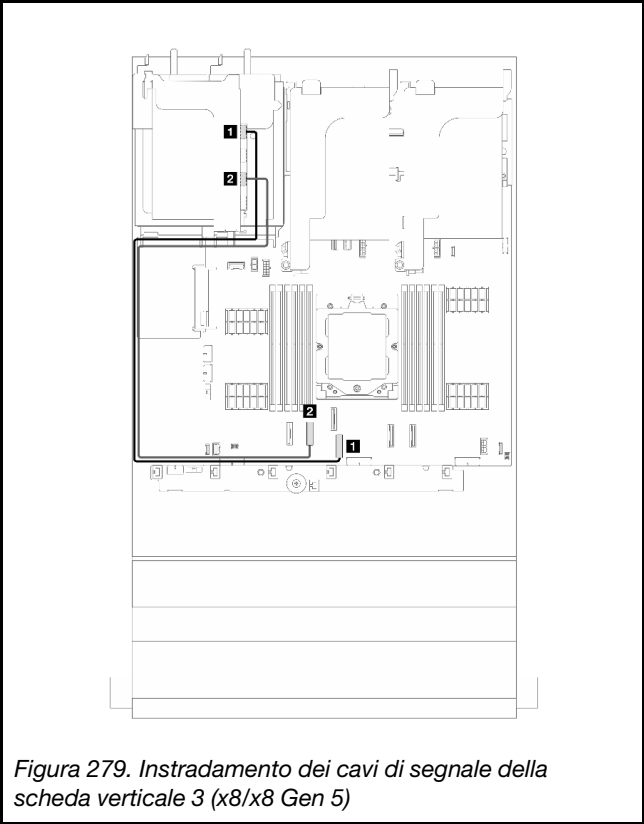 1
2
2
1
Figura 279. Instradamento dei cavi di segnale della
scheda verticale 3 (x8/x8 Gen 5)